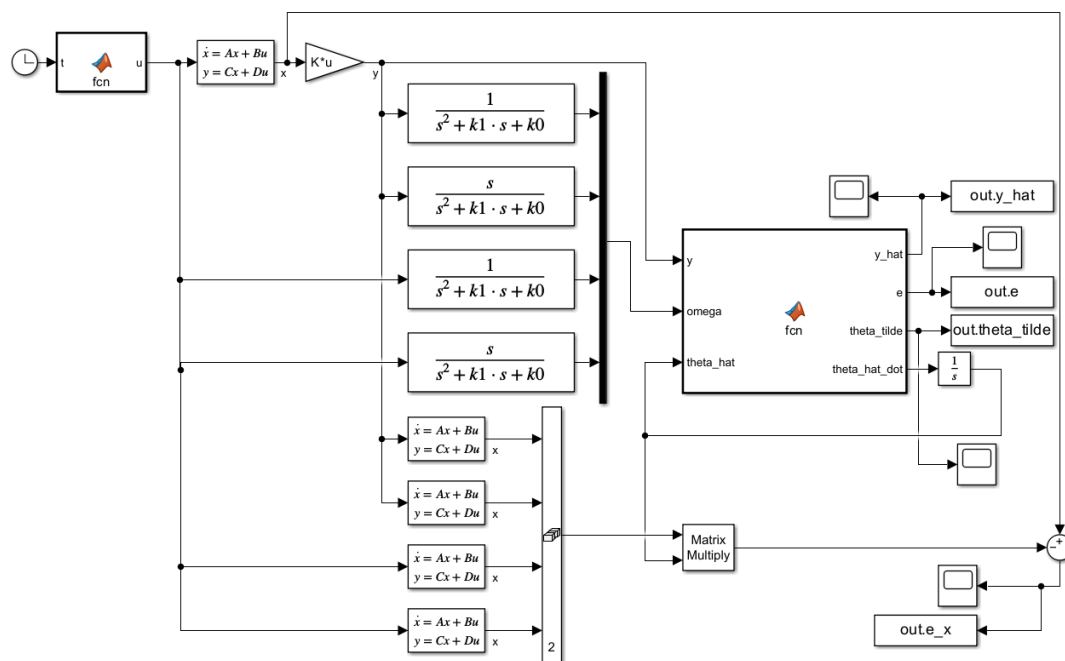 t
u
fcn
ẋ = Ax + Bu
y = Cx + Du
x
K*u
y
1
s² + k1 · s + k0
s
s² + k1 · s + k0
1
s² + k1 · s + k0
s
s² + k1 · s + k0
y
omega
theta_hat
fcn
y_hat
e
theta_tilde
theta_hat_dot
out.y_hat
out.e
out.theta_tilde
1
s
ẋ = Ax + Bu
y = Cx + Du
x
ẋ = Ax + Bu
y = Cx + Du
x
ẋ = Ax + Bu
y = Cx + Du
x
ẋ = Ax + Bu
y = Cx + Du
x
2
Matrix
Multiply
+
−
out.e_x